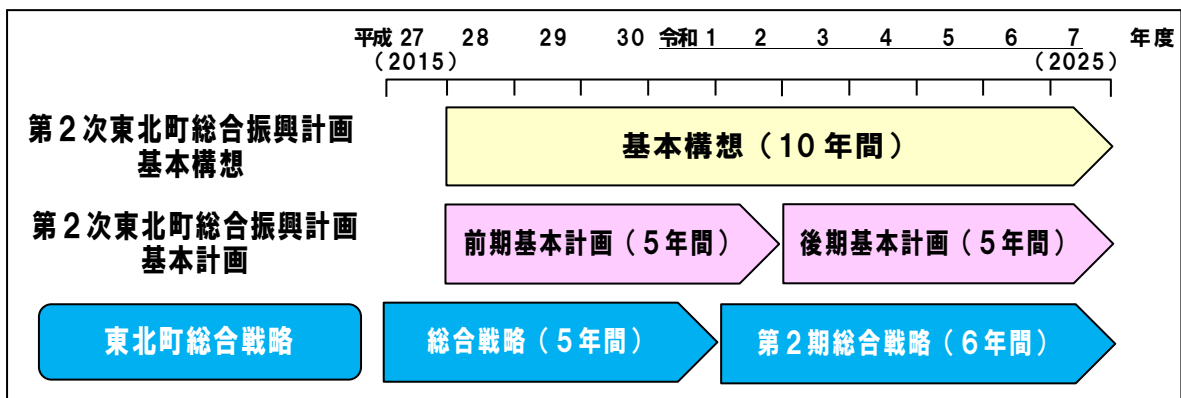 平成27 28 29 30 令和1 2 3 4 5 6 7 年度
(2015) (2025)
第2次東北町総合振興計画
基本構想
基本構想(10年間)
第2次東北町総合振興計画
基本計画
前期基本計画(5年間) 後期基本計画(5年間)
東北町総合戦略 総合戦略(5年間) 第2期総合戦略(6年間)